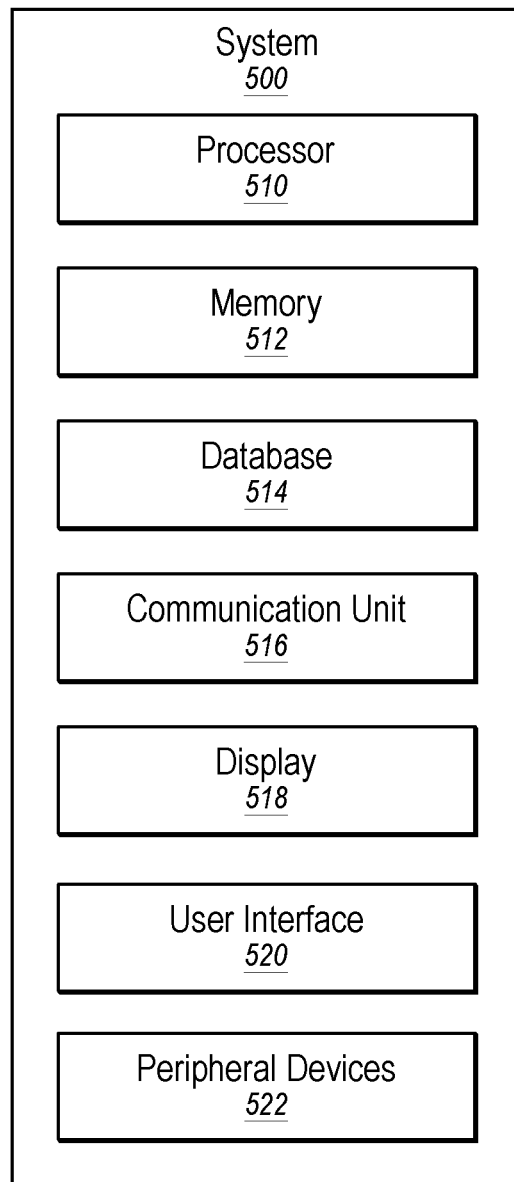 System
500
Processor
510
Memory
512
Database
514
Communication Unit
516
Display
518
User Interface
520
Peripheral Devices
522